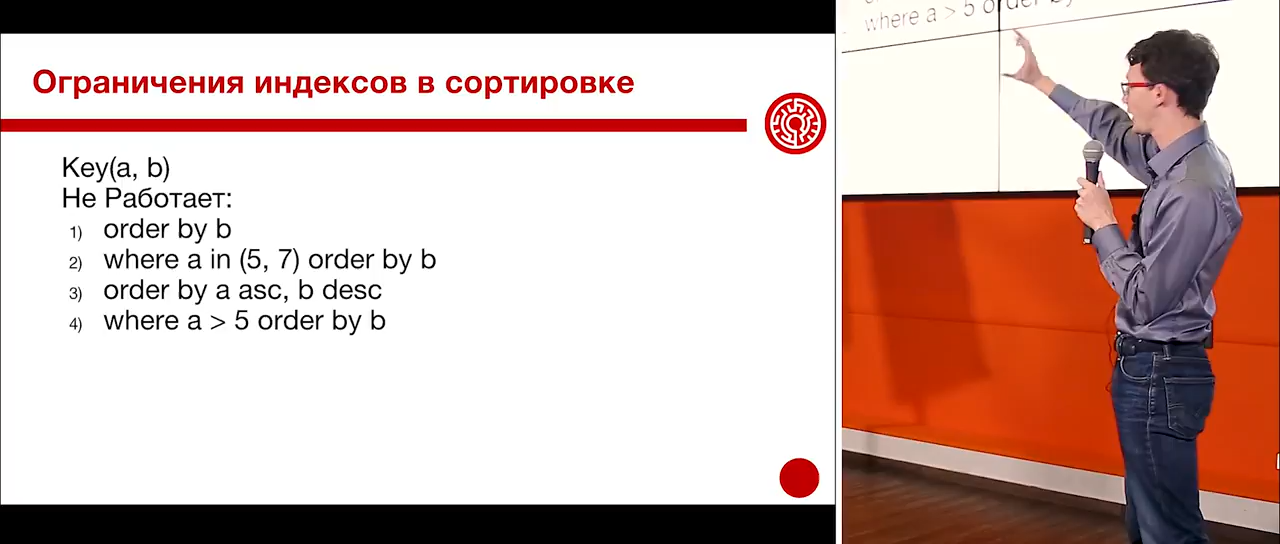 Ограничения индексов в сортировке
Key(a, b)
Не Работает:
1) order by b
2) where a in (5, 7) order by b
3) order by a asc, b desc
4) where a > 5 order by b
where a > 5 order by